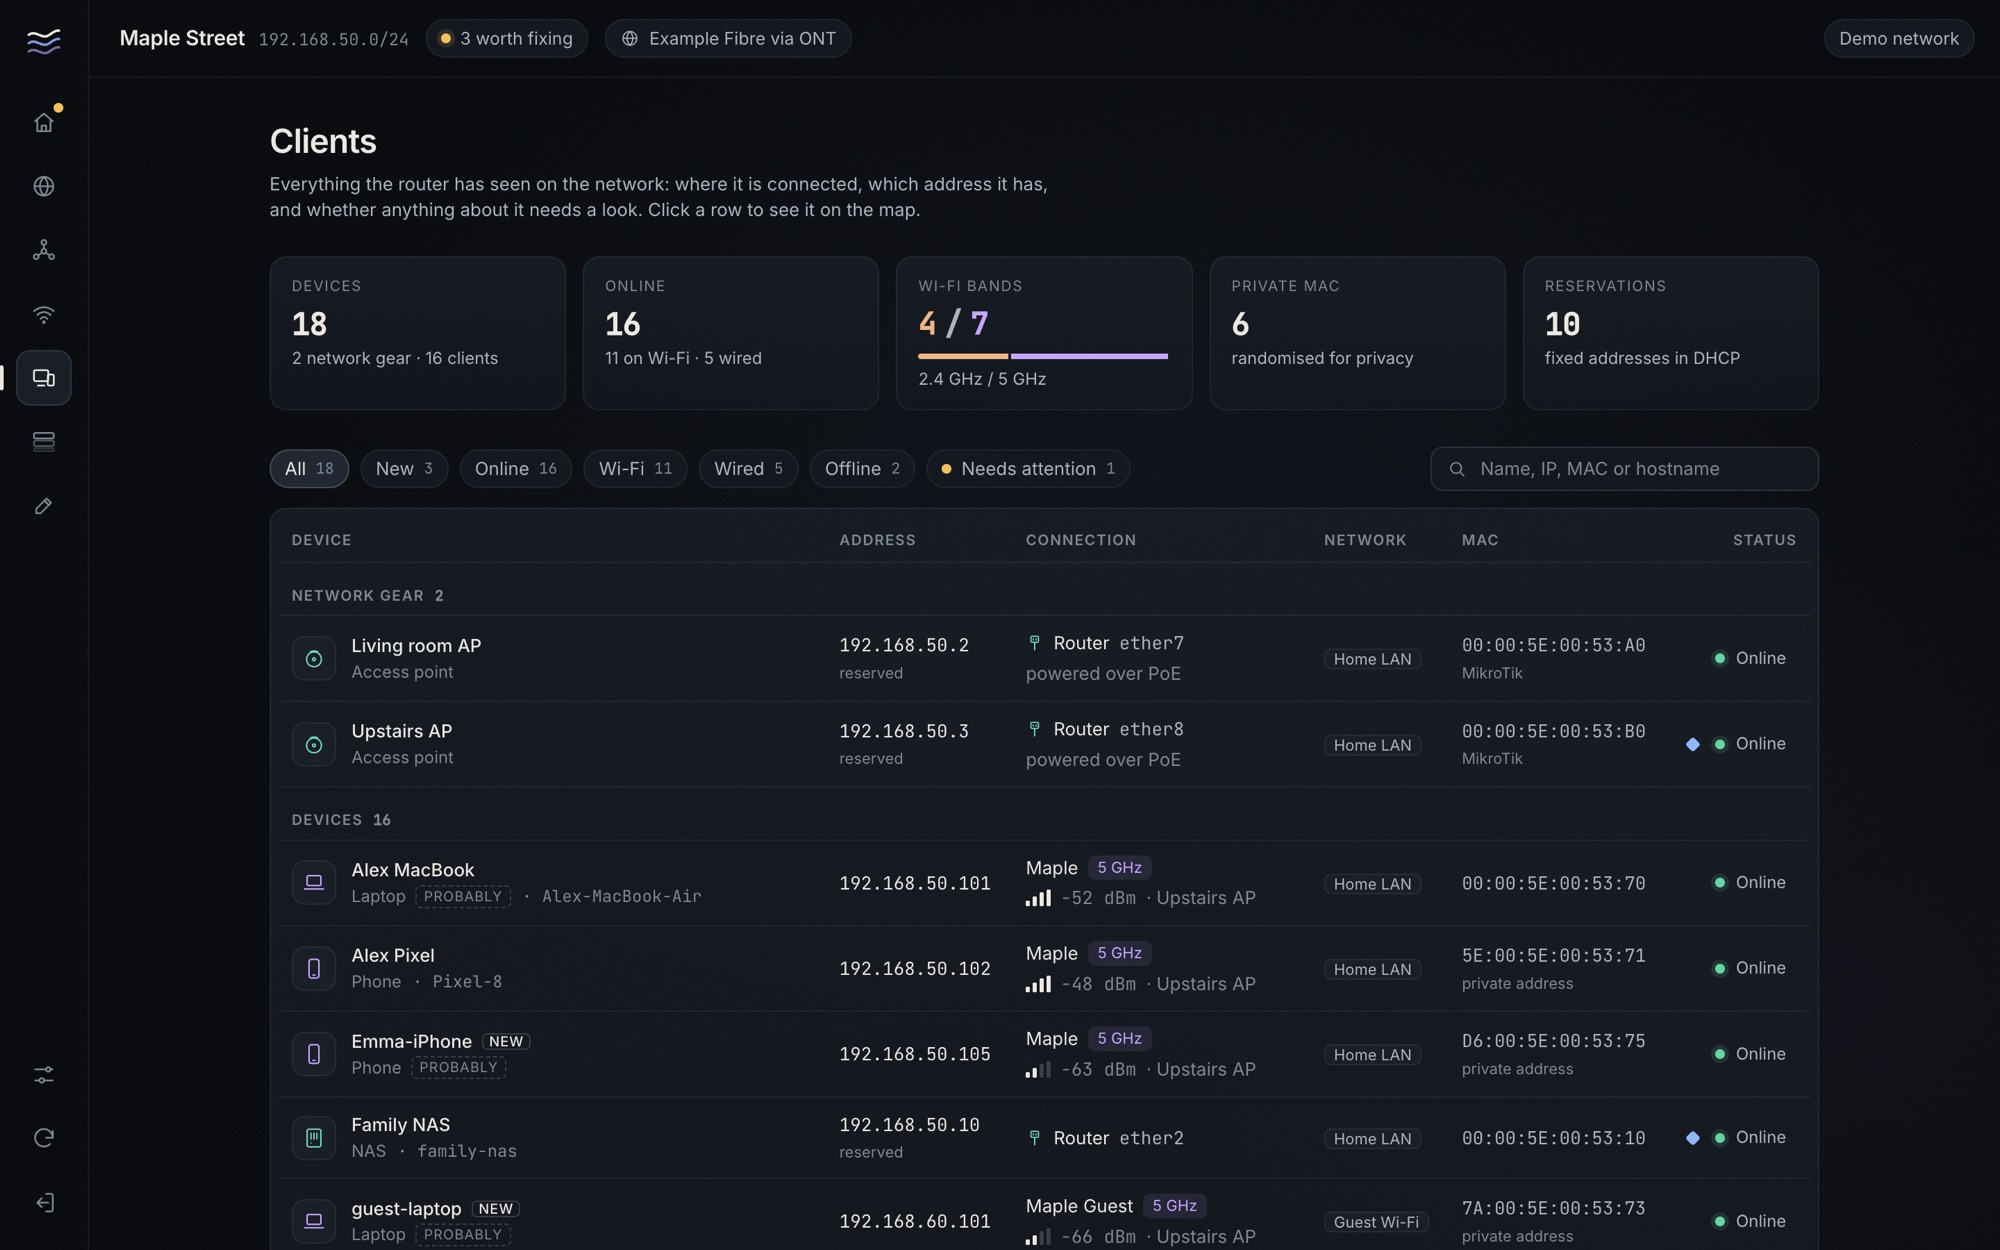 Maple Street 192.168.50.0/24 3 worth fixing Example Fibre via ONT Demo network
Clients
Everything the router has seen on the network: where it is connected, which address it has,
and whether anything about it needs a look. Click a row to see it on the map.
DEVICES
18
2 network gear · 16 clients
ONLINE
16
11 on Wi-Fi · 5 wired
WI-FI BANDS
4 / 7
2.4 GHz / 5 GHz
PRIVATE MAC
6
randomised for privacy
RESERVATIONS
10
fixed addresses in DHCP
All 18 New 3 Online 16 Wi-Fi 11 Wired 5 Offline 2 Needs attention 1 Name, IP, MAC or hostname
DEVICE ADDRESS CONNECTION NETWORK MAC STATUS
NETWORK GEAR 2
Living room AP 192.168.50.2 Router ether7 Home LAN 00:00:5E:00:53:A0 Online
Access point reserved powered over PoE MikroTik
Upstairs AP 192.168.50.3 Router ether8 Home LAN 00:00:5E:00:53:B0 Online
Access point reserved powered over PoE MikroTik
DEVICES 16
Alex MacBook 192.168.50.101 Maple 5 GHz Home LAN 00:00:5E:00:53:70 Online
Laptop PROBABLY · Alex-MacBook-Air -52 dBm · Upstairs AP
Alex Pixel 192.168.50.102 Maple 5 GHz Home LAN 5E:00:5E:00:53:71 Online
Phone · Pixel-8 -48 dBm · Upstairs AP private address
Emma-iPhone NEW 192.168.50.105 Maple 5 GHz Home LAN D6:00:5E:00:53:75 Online
Phone PROBABLY -63 dBm · Upstairs AP private address
Family NAS 192.168.50.10 Router ether2 Home LAN 00:00:5E:00:53:10 Online
NAS · family-nas reserved
guest-laptop NEW 192.168.60.101 Maple Guest 5 GHz Guest Wi-Fi 7A:00:5E:00:53:73 Online
Laptop PROBABLY -66 dBm · Upstairs AP private address